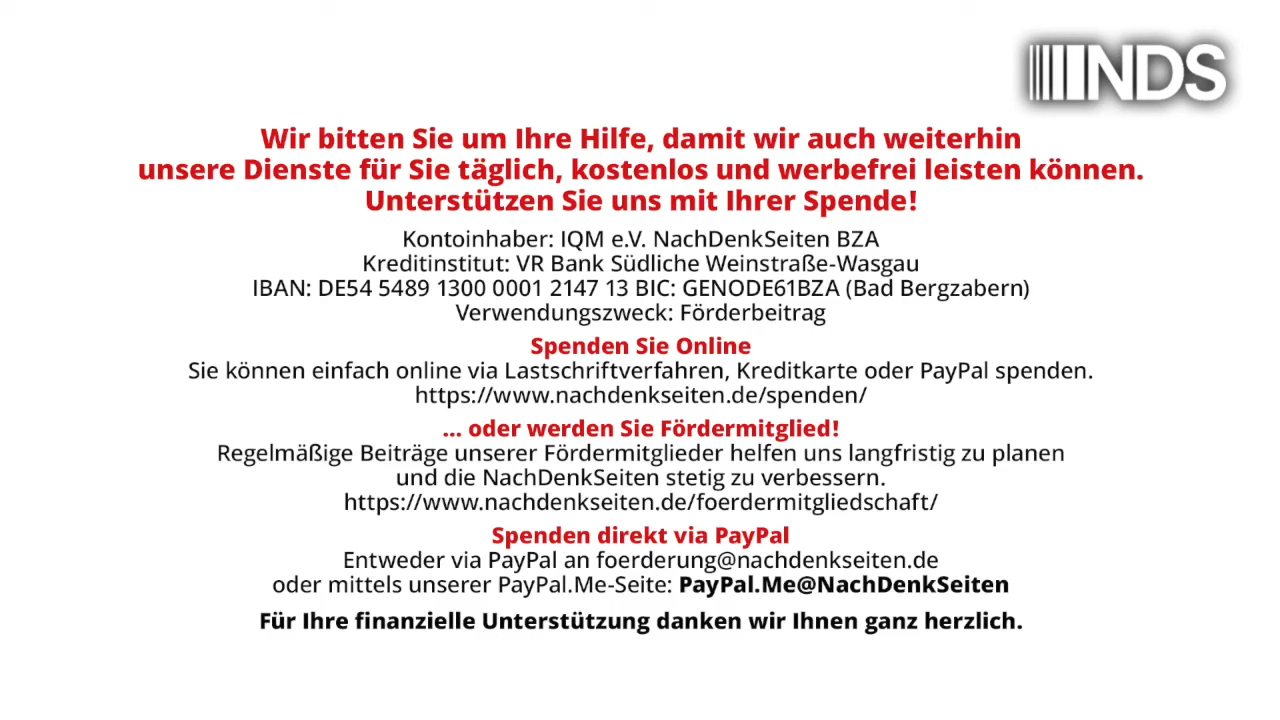 NDS
Wir bitten Sie um Ihre Hilfe, damit wir auch weiterhin
unsere Dienste für Sie täglich, kostenlos und werbefrei leisten können.
Unterstützen Sie uns mit Ihrer Spende!
Kontoinhaber: IQM e.V. NachDenkSeiten BZA
Kreditinstitut: VR Bank Südliche Weinstraße-Wasgau
IBAN: DE54 5489 1300 0001 2147 13 BIC: GENODE61BZA (Bad Bergzabern)
Verwendungszweck: Förderbeitrag
Spenden Sie Online
Sie können einfach online via Lastschriftverfahren, Kreditkarte oder PayPal spenden.
https://www.nachdenkseiten.de/spenden/
... oder werden Sie Fördermitglied!
Regelmäßige Beiträge unserer Fördermitglieder helfen uns langfristig zu planen
und die NachDenkSeiten stetig zu verbessern.
https://www.nachdenkseiten.de/foerdermitgliedschaft/
Spenden direkt via PayPal
Entweder via PayPal an foerderung@nachdenkseiten.de
oder mittels unserer PayPal.Me-Seite: PayPal.Me@NachDenkSeiten
Für Ihre finanzielle Unterstützung danken wir Ihnen ganz herzlich.